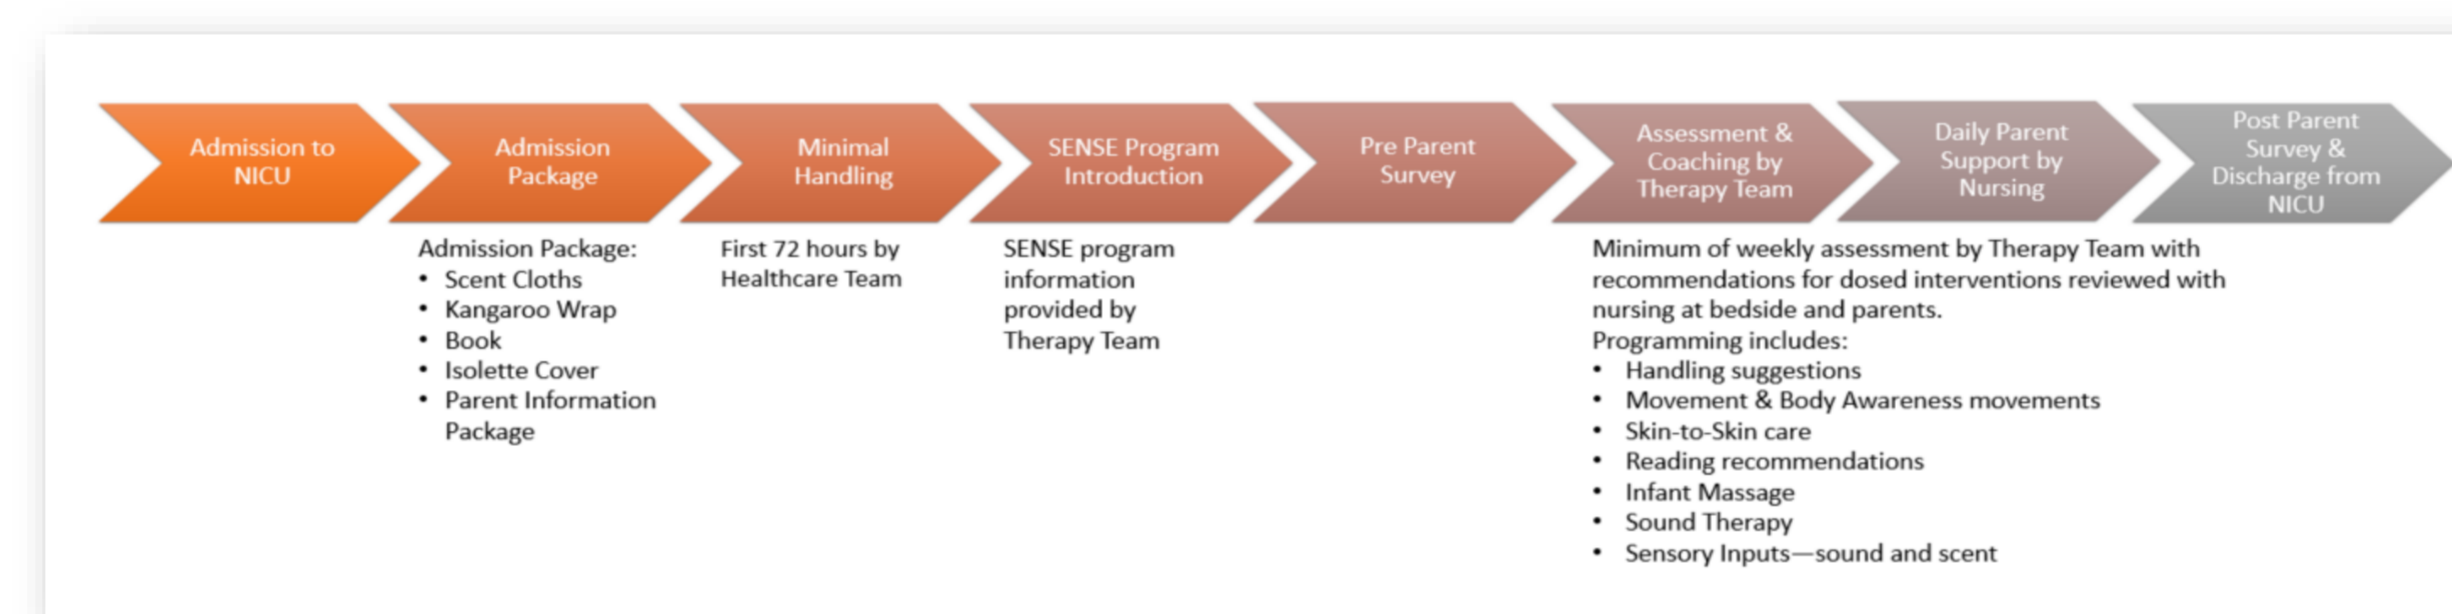 Admission to
NICU
Admission
Package
Minimal
Handling
SENSE Program
Introduction
Pre Parent
Survey
Assessment &
Coaching by
Therapy Team
Daily Parent
Support by
Nursing
Post Parent
Survey &
Discharge from
NICU
Admission Package:
• Scent Cloths
• Kangaroo Wrap
• Book
• Isolette Cover
• Parent Information
Package
First 72 hours by
Healthcare Team
SENSE program
information
provided by
Therapy Team
Minimum of weekly assessment by Therapy Team with
recommendations for dosed interventions reviewed with
nursing at bedside and parents.
Programming includes:
• Handling suggestions
• Movement & Body Awareness movements
• Skin-to-Skin care
• Reading recommendations
• Infant Massage
• Sound Therapy
• Sensory Inputs—sound and scent